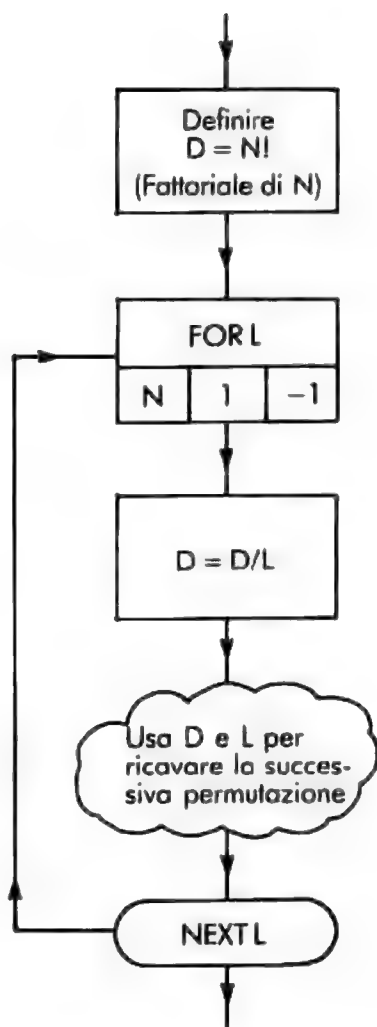 Definire
D = N!
(Fattoriale di N)
FOR L
N 1 −1
D = D/L
Usa D e L per
ricavare la succes-
siva permutazione
NEXT L